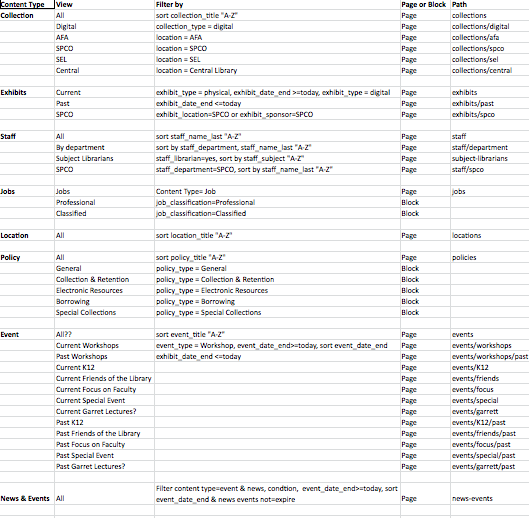 Content Type View Filter by Page or Block Path
Collection All sort collection_title "A-Z" Page collections
Digital collection_type = digital Page collections/digital
AFA location = AFA Page collections/afa
SPCO location = SPCO Page collections/spco
SEL location = SEL Page collections/sel
Central location = Central Library Page collections/central
Exhibits Current exhibit_type = physical, exhibit_date_end >=today, exhibit_type = digital Page exhibits
Past exhibit_date_end <=today Page exhibits/past
SPCO exhibit_location=SPCO or exhibit_sponsor=SPCO Page exhibits/spco
Staff All sort staff_name_last "A-Z" Page staff
By department sort by staff_department, staff_name_last "A-Z" Page staff/department
Subject Librarians staff_librarian=yes, sort by staff_subject "A-Z" Page subject-librarians
SPCO staff_department=SPCO, sort by staff_name_last "A-Z" Page staff/spco
Jobs Jobs Content Type= Job Page jobs
Professional job_classification=Professional Block
Classified job_classification=Classified Block
Location All sort location_title "A-Z" Page locations
Policy All sort policy_title "A-Z" Page policies
General policy_type = General Block
Collection & Retention policy_type = Collection & Retention Block
Electronic Resources policy_type = Electronic Resources Block
Borrowing policy_type = Borrowing Block
Special Collections policy_type = Special Collections Block
Event All?? sort event_title "A-Z" Page events
Current Workshops event_type = Workshop, event_date_end>=today, sort event_date_end Page events/workshops
Past Workshops exhibit_date_end <=today Page events/workshops/past
Current K12 Page events/K12
Current Friends of the Library Page events/friends
Current Focus on Faculty Page events/focus
Current Special Event Page events/special
Current Garret Lectures? Page events/garrett
Past K12 Page events/K12/past
Past Friends of the Library Page events/friends/past
Past Focus on Faculty Page events/focus/past
Past Special Event Page events/special/past
Past Garret Lectures? Page events/garrett/past
Filter content type=event & news, condtion, event_date_end>=today, sort
News & Events All event_date_end & news events not=expire Page news-events